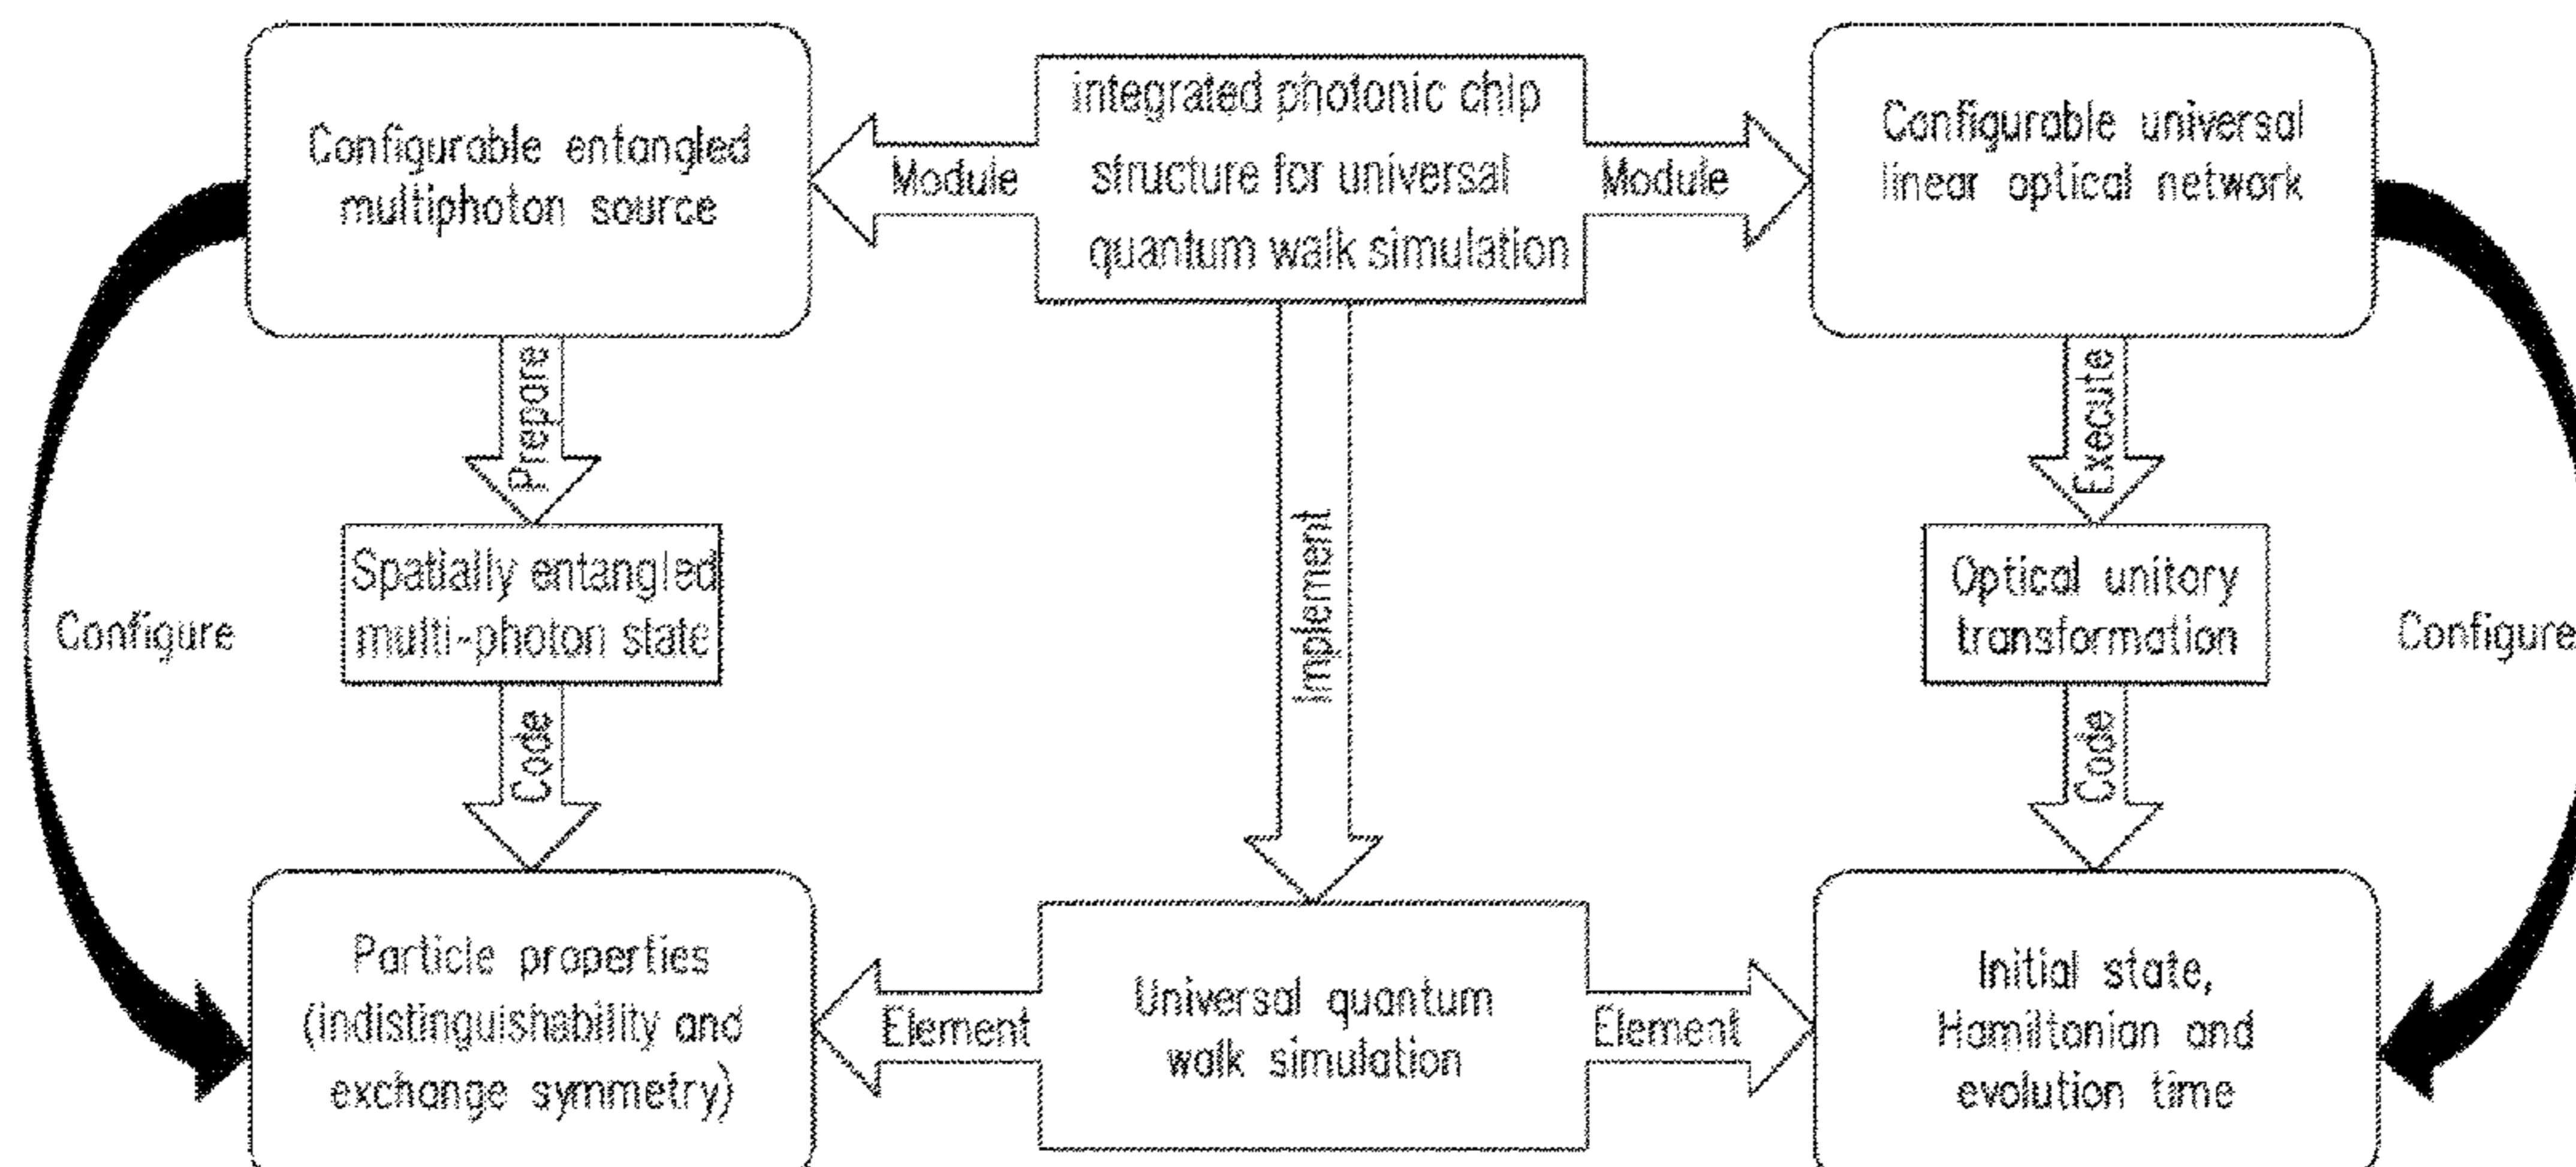 Configurable entangled
multiphoton source
Module
integrated photonic chip
structure for universal
quantum walk simulation
Module
Configurable universal
linear optical network
Prepare
Execute
Configure
Spatially entangled
multi-photon state
Implement
Optical unitary
transformation
Configure
Code
Code
Particle properties
(indistinguishability and
exchange symmetry)
Element
Universal quantum
walk simulation
Element
Initial state,
Hamiltonian and
evolution time